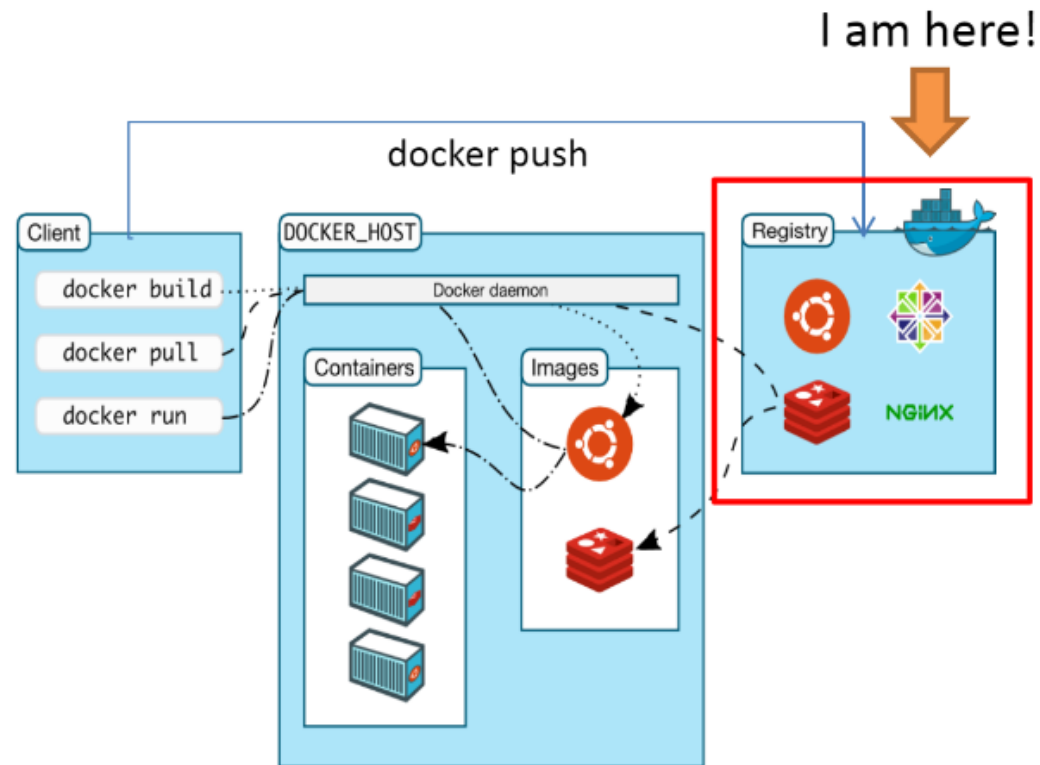 I am here!
docker push
Client
DOCKER_HOST
Registry
docker build
Docker daemon
docker pull
Containers
Images
docker run
NGiNX